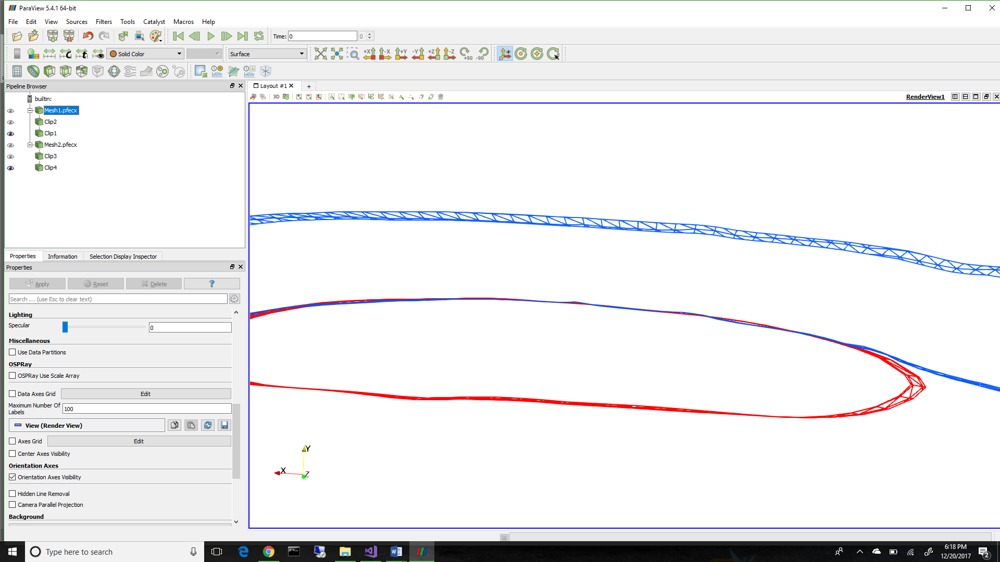 ParaView 5.4.1 64-bit
File Edit View Sources Filters Tools Catalyst Macros Help
Time: 0 0
Solid Color Surface +X -X +Y -Y +Z -Z +90 -90
Pipeline Browser
Layout #1 +
builtin:
3D
RenderView1
Mesh1.pfecx
Clip2
Clip1
Mesh2.pfecx
Clip3
Clip4
Properties Information Selection Display Inspector
Properties
Apply Reset Delete ?
Search ... (use Esc to clear text)
Lighting
Specular 0
Miscellaneous
Use Data Partitions
OSPRay
OSPRay Use Scale Array
Data Axes Grid Edit
Maximum Number Of
Labels 100
View (Render View)
Axes Grid Edit
Center Axes Visibility
Orientation Axes
Orientation Axes Visibility
Hidden Line Removal
Camera Parallel Projection
Background
Y
X
Z
Type here to search
6:18 PM
12/20/2017
2